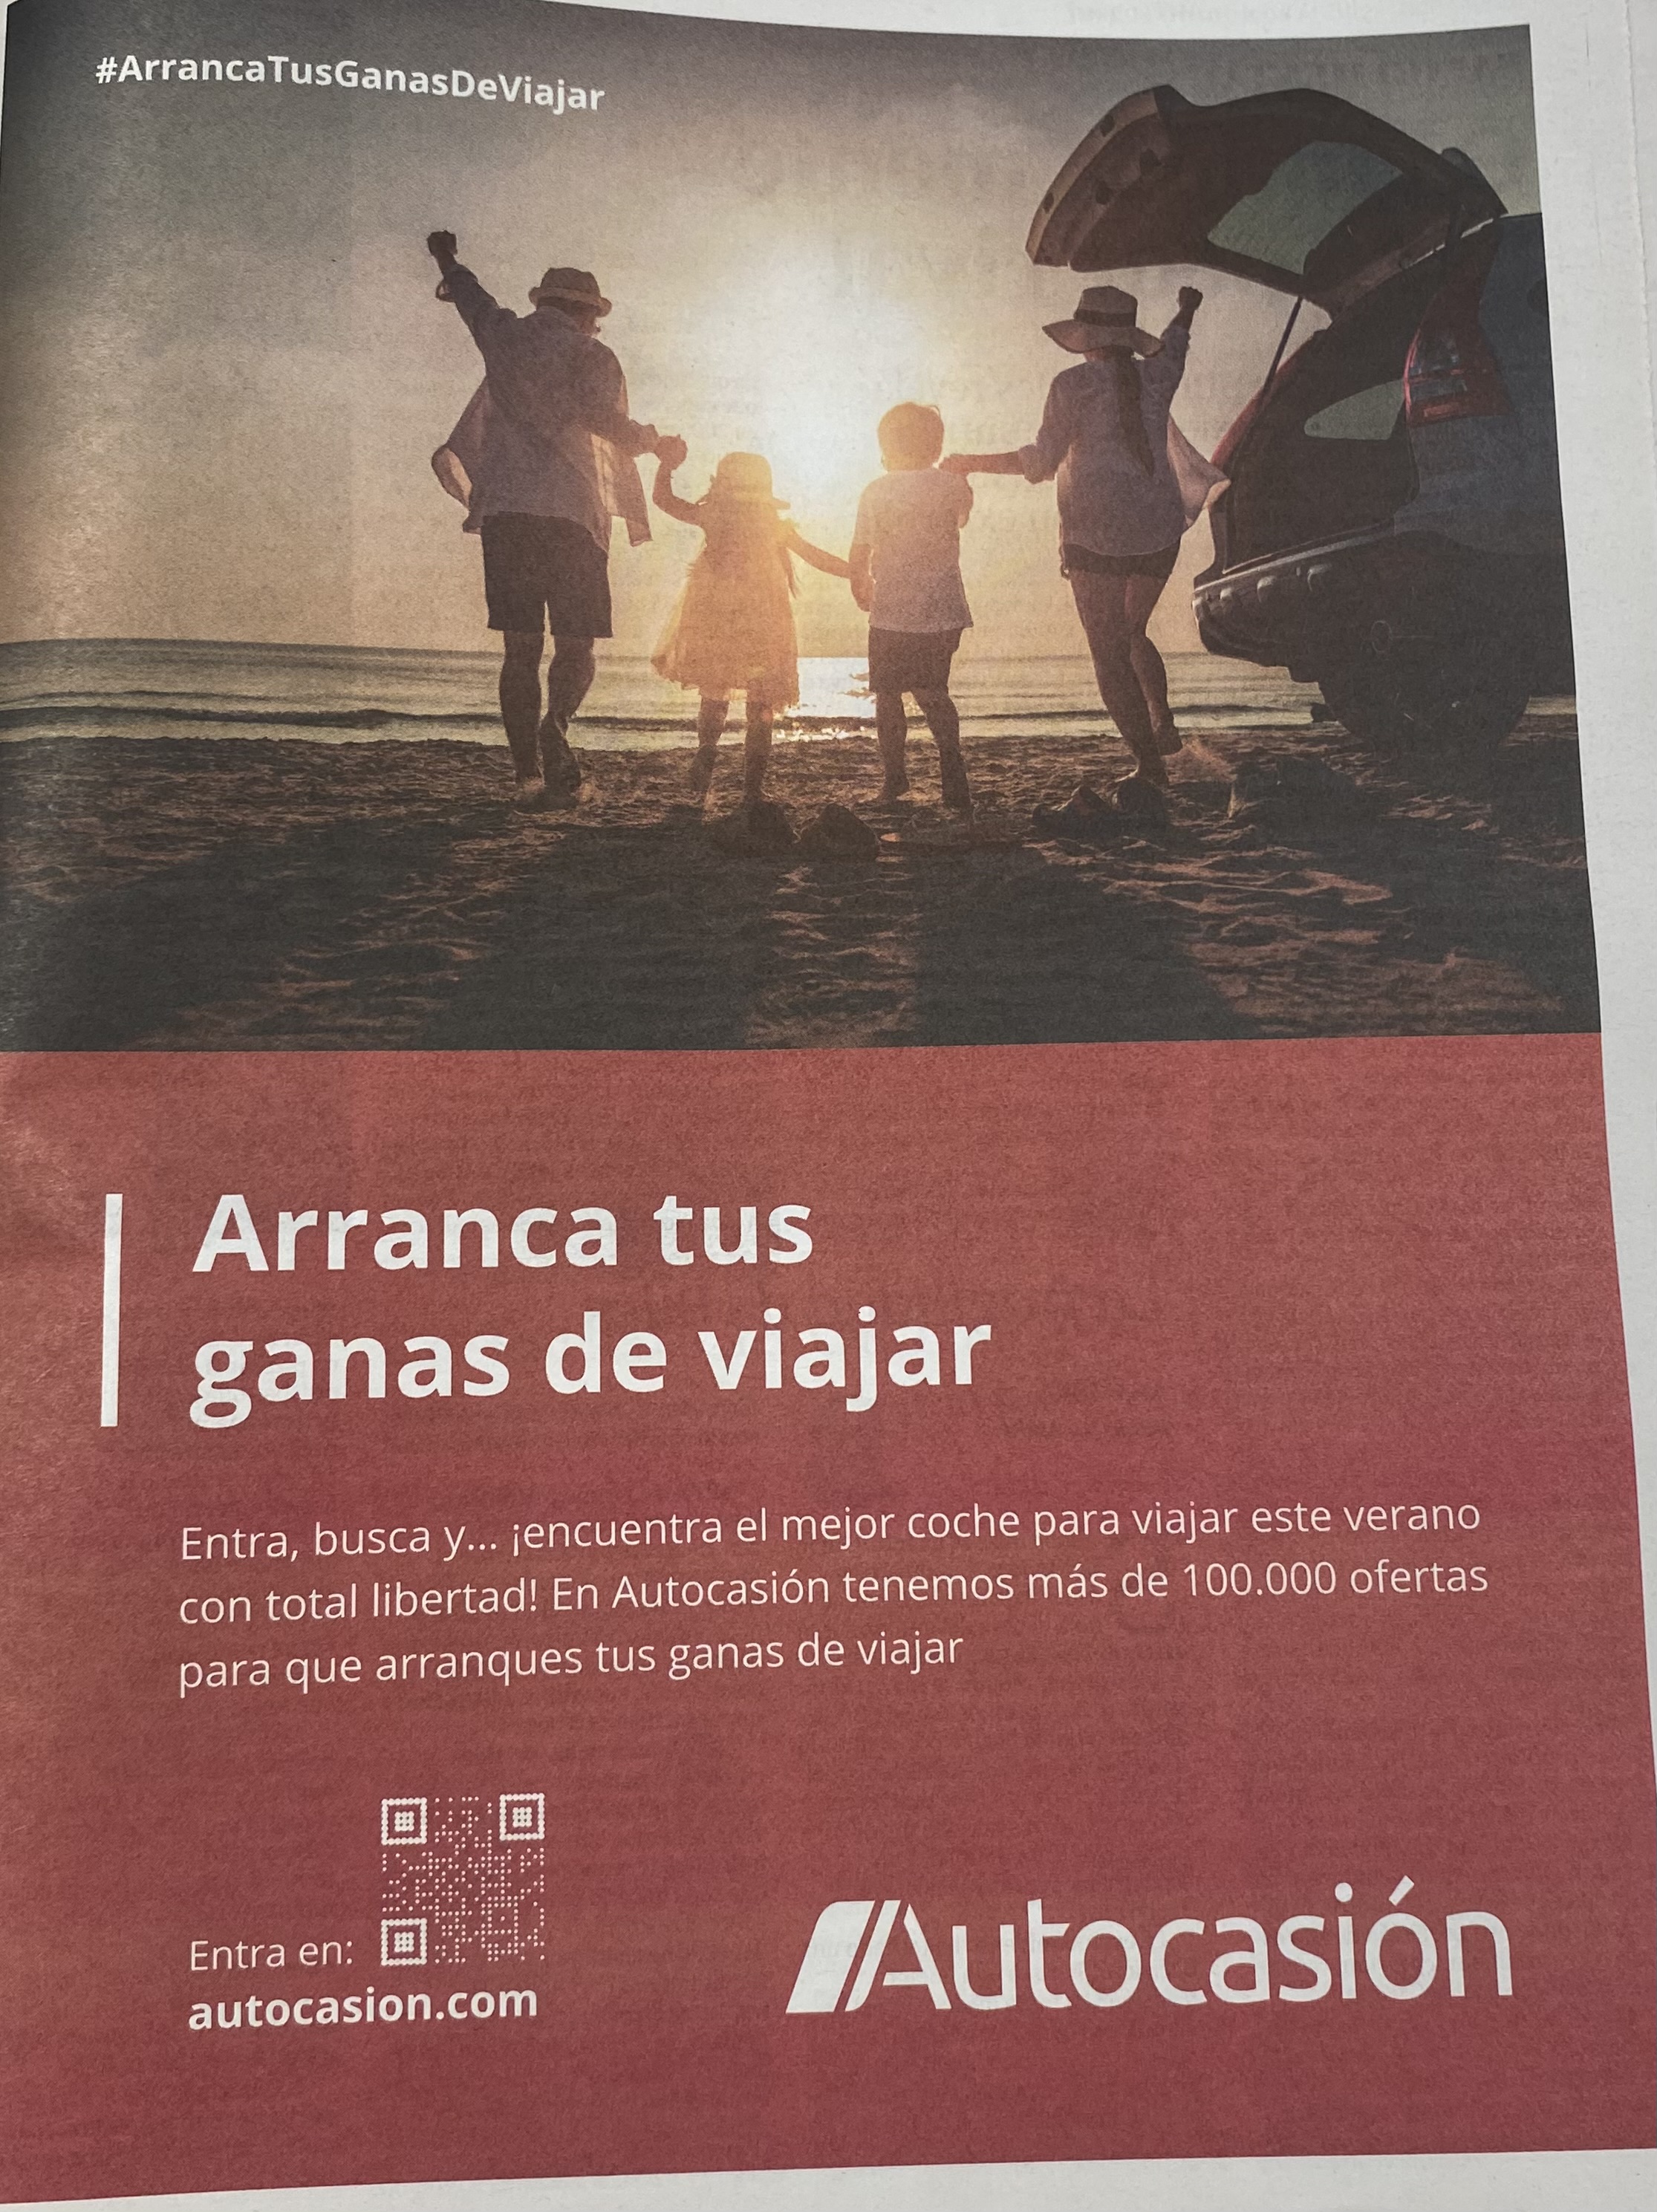 #ArrancaTusGanasDeViajar
Arranca tus
ganas de viajar
Entra, busca y... ¡encuentra el mejor coche para viajar este verano
con total libertad! En Autocasión tenemos más de 100.000 ofertas
para que arranques tus ganas de viajar
Entra en:
autocasion.com
Autocasión